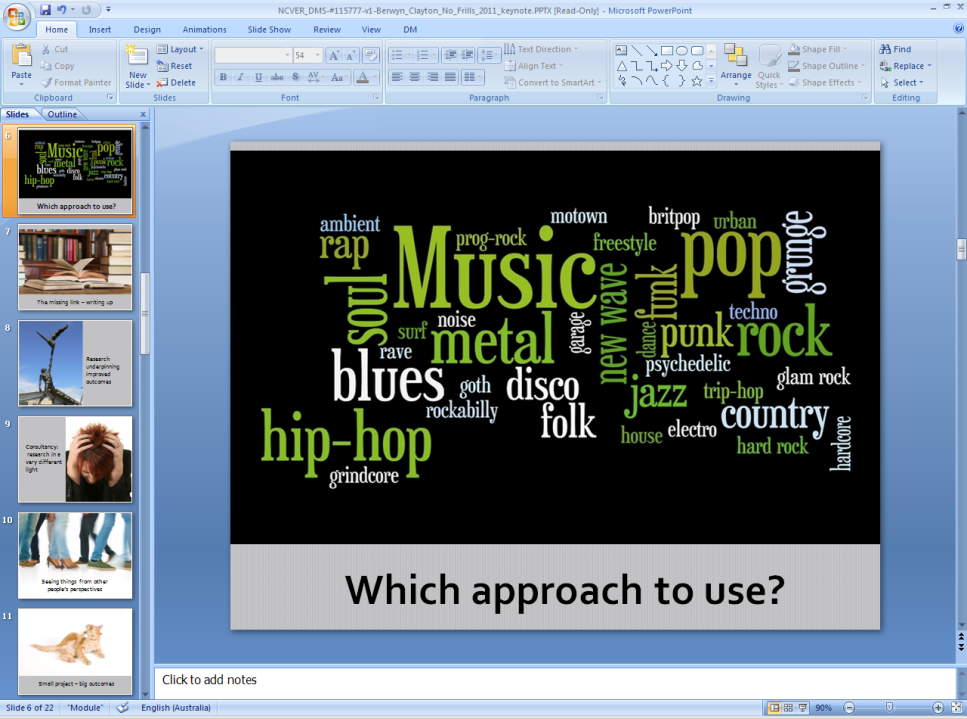 NCVER_DMS-#115777-v1-Berwyn_Clayton_No_Frills_2011_keynote.PPTX [Read-Only] - Microsoft PowerPoint
Home Insert Design Animations Slide Show Review View DM
Paste
Cut
Copy
Format Painter
Clipboard
New
Slide
Layout
Reset
Delete
Slides
54
Font
Text Direction
Align Text
Convert to SmartArt
Paragraph
Arrange
Quick
Styles
Shape Fill
Shape Outline
Shape Effects
Drawing
Find
Replace
Select
Editing
Slides Outline
6
Which approach to use?
7
The missing link – writing up
8
Research
underpinning
improved
outcomes
9
Consultancy:
research in a
very different
light
10
Seeing things from other
people's perspectives
11
Small project – big outcomes
ambient
rap
soul
Music
prog-rock
motown
freestyle
britpop
urban
pop
grunge
surf
noise
metal
garage
new wave
funk
dance
punk
techno
rock
rave
psychedelic
blues
goth
disco
jazz
trip-hop
glam rock
rockabilly
folk
country
hip-hop
house
electro
hard rock
hardcore
grindcore
Which approach to use?
Click to add notes
Slide 6 of 22 "Module" English (Australia) 90%